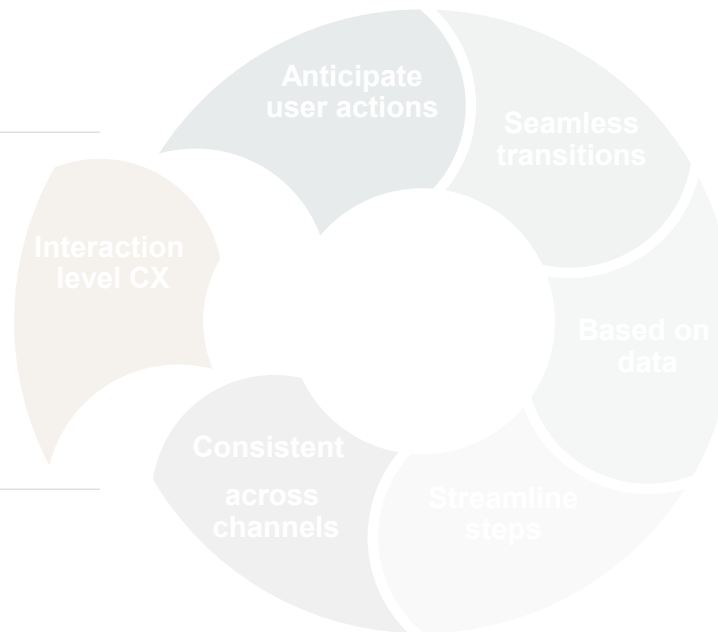 Anticipate
user actions
Seamless
transitions
Interaction
level CX
Based on
data
Consistent
across
channels
Streamline
steps